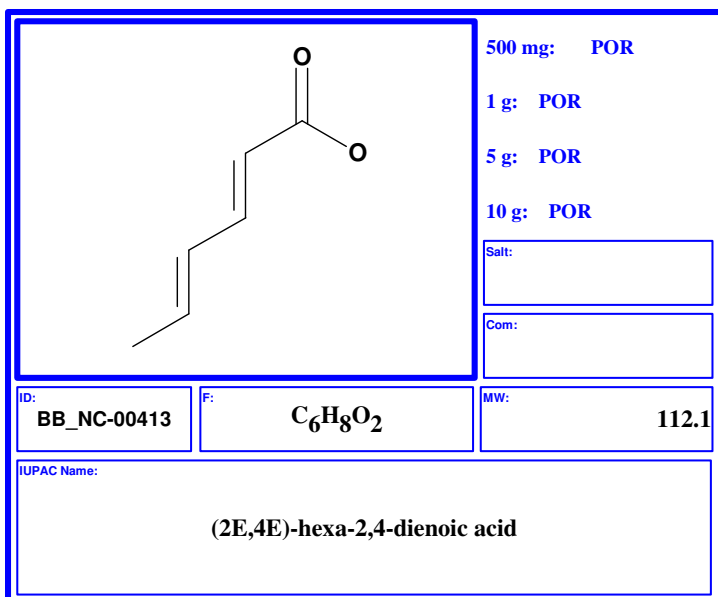 O
O
500 mg: POR
1 g: POR
5 g: POR
10 g: POR
Salt:
Com:
ID:
BB_NC-00413
F:
C6H8O2
MW:
112.1
IUPAC Name:
(2E,4E)-hexa-2,4-dienoic acid